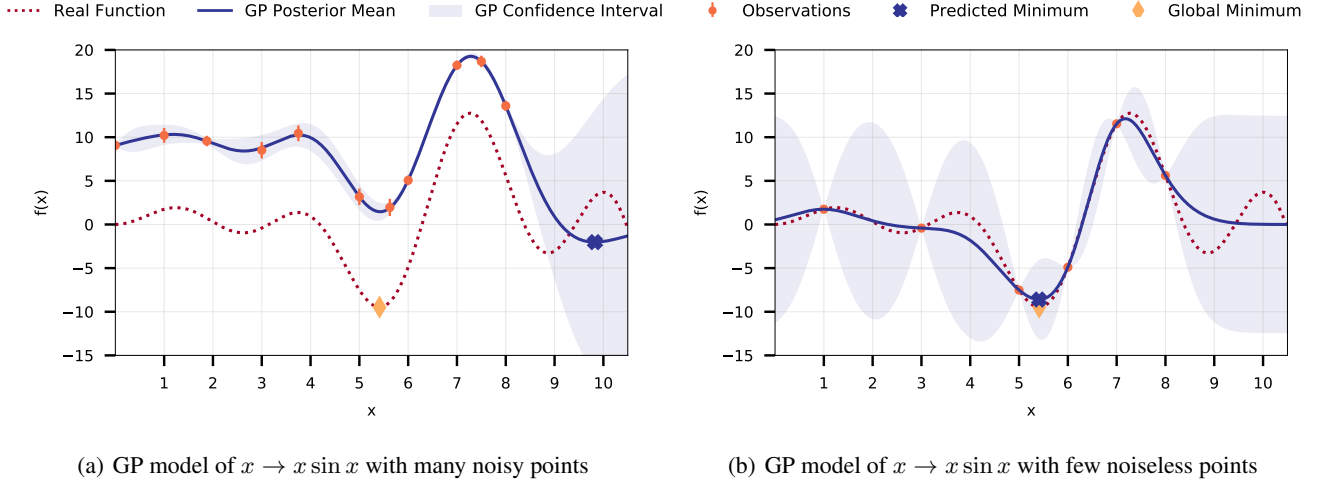 Real Function GP Posterior Mean GP Confidence Interval Observations Predicted Minimum Global Minimum
20
15
10
5
0
−5
−10
−15
f(x)
1 2 3 4 5 6 7 8 9 10
x
(a) GP model of x → x sin x with many noisy points
20
15
10
5
0
−5
−10
−15
f(x)
1 2 3 4 5 6 7 8 9 10
x
(b) GP model of x → x sin x with few noiseless points